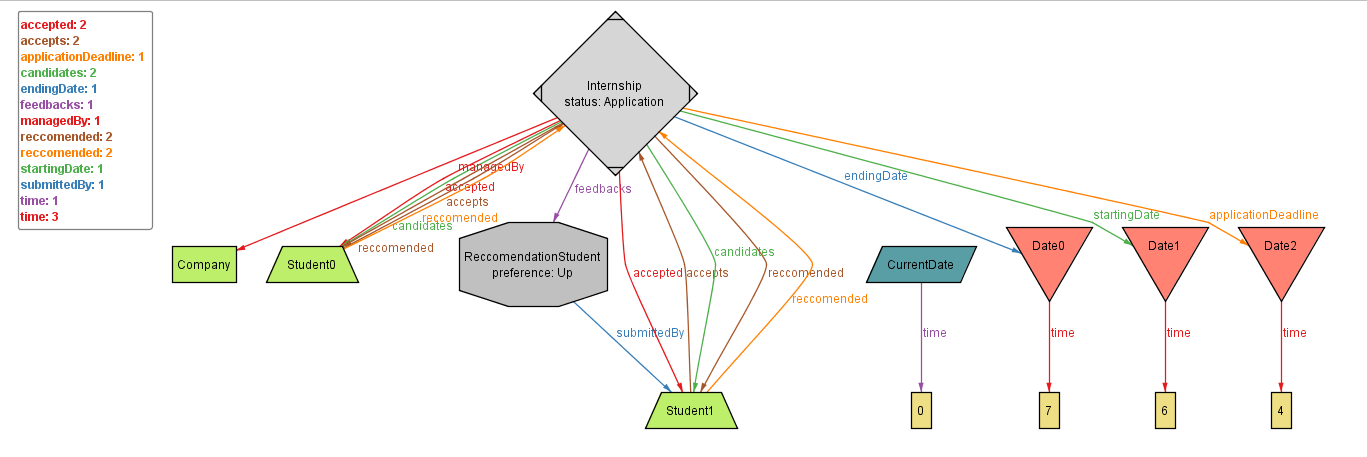 accepted: 2
accepts: 2
applicationDeadline: 1
candidates: 2
endingDate: 1
feedbacks: 1
managedBy: 1
reccomended: 2
reccomended: 2
startingDate: 1
submittedBy: 1
time: 1
time: 3
Internship
status: Application
managedBy
accepted
accepts
reccomended
candidates
reccomended
feedbacks
endingDate
startingDate
applicationDeadline
Company
Student0
ReccomendationStudent
preference: Up
accepted
accepts
candidates
reccomended
reccomended
CurrentDate
Date0
Date1
Date2
submittedBy
time
time
time
time
Student1
0
7
6
4